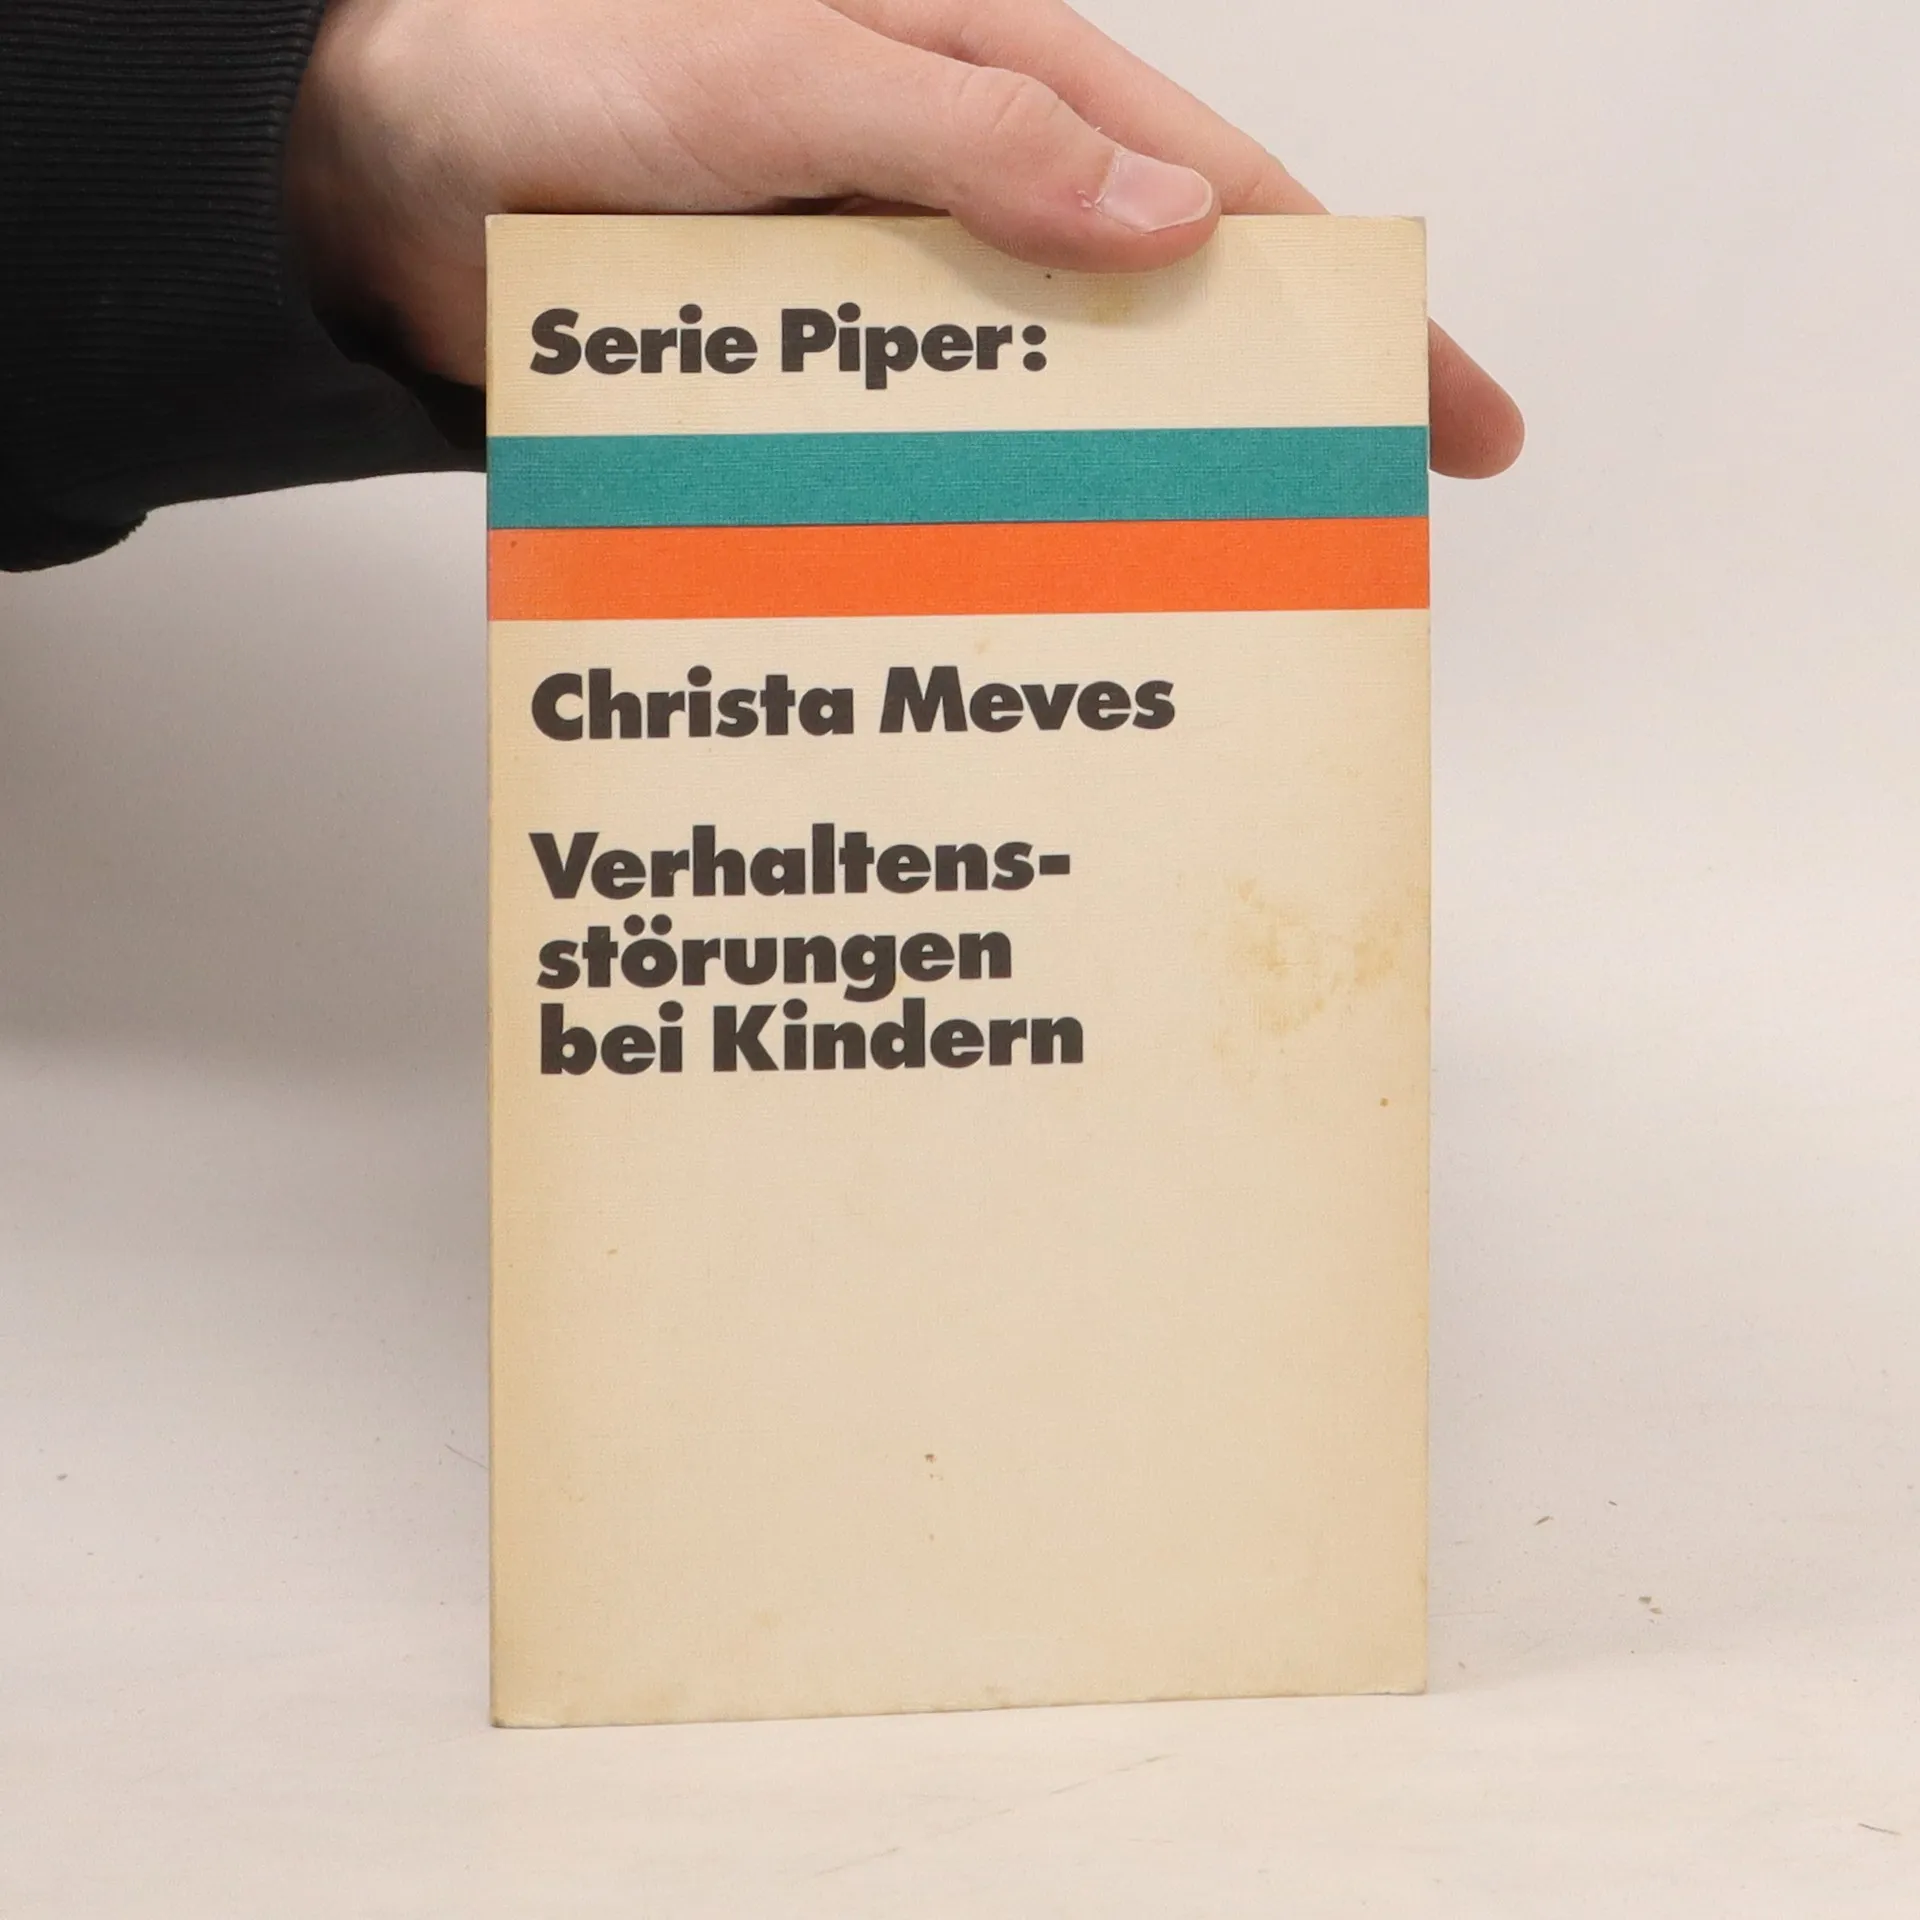 Serie Piper:
Christa Meves
Verhaltens-
störungen
bei Kindern